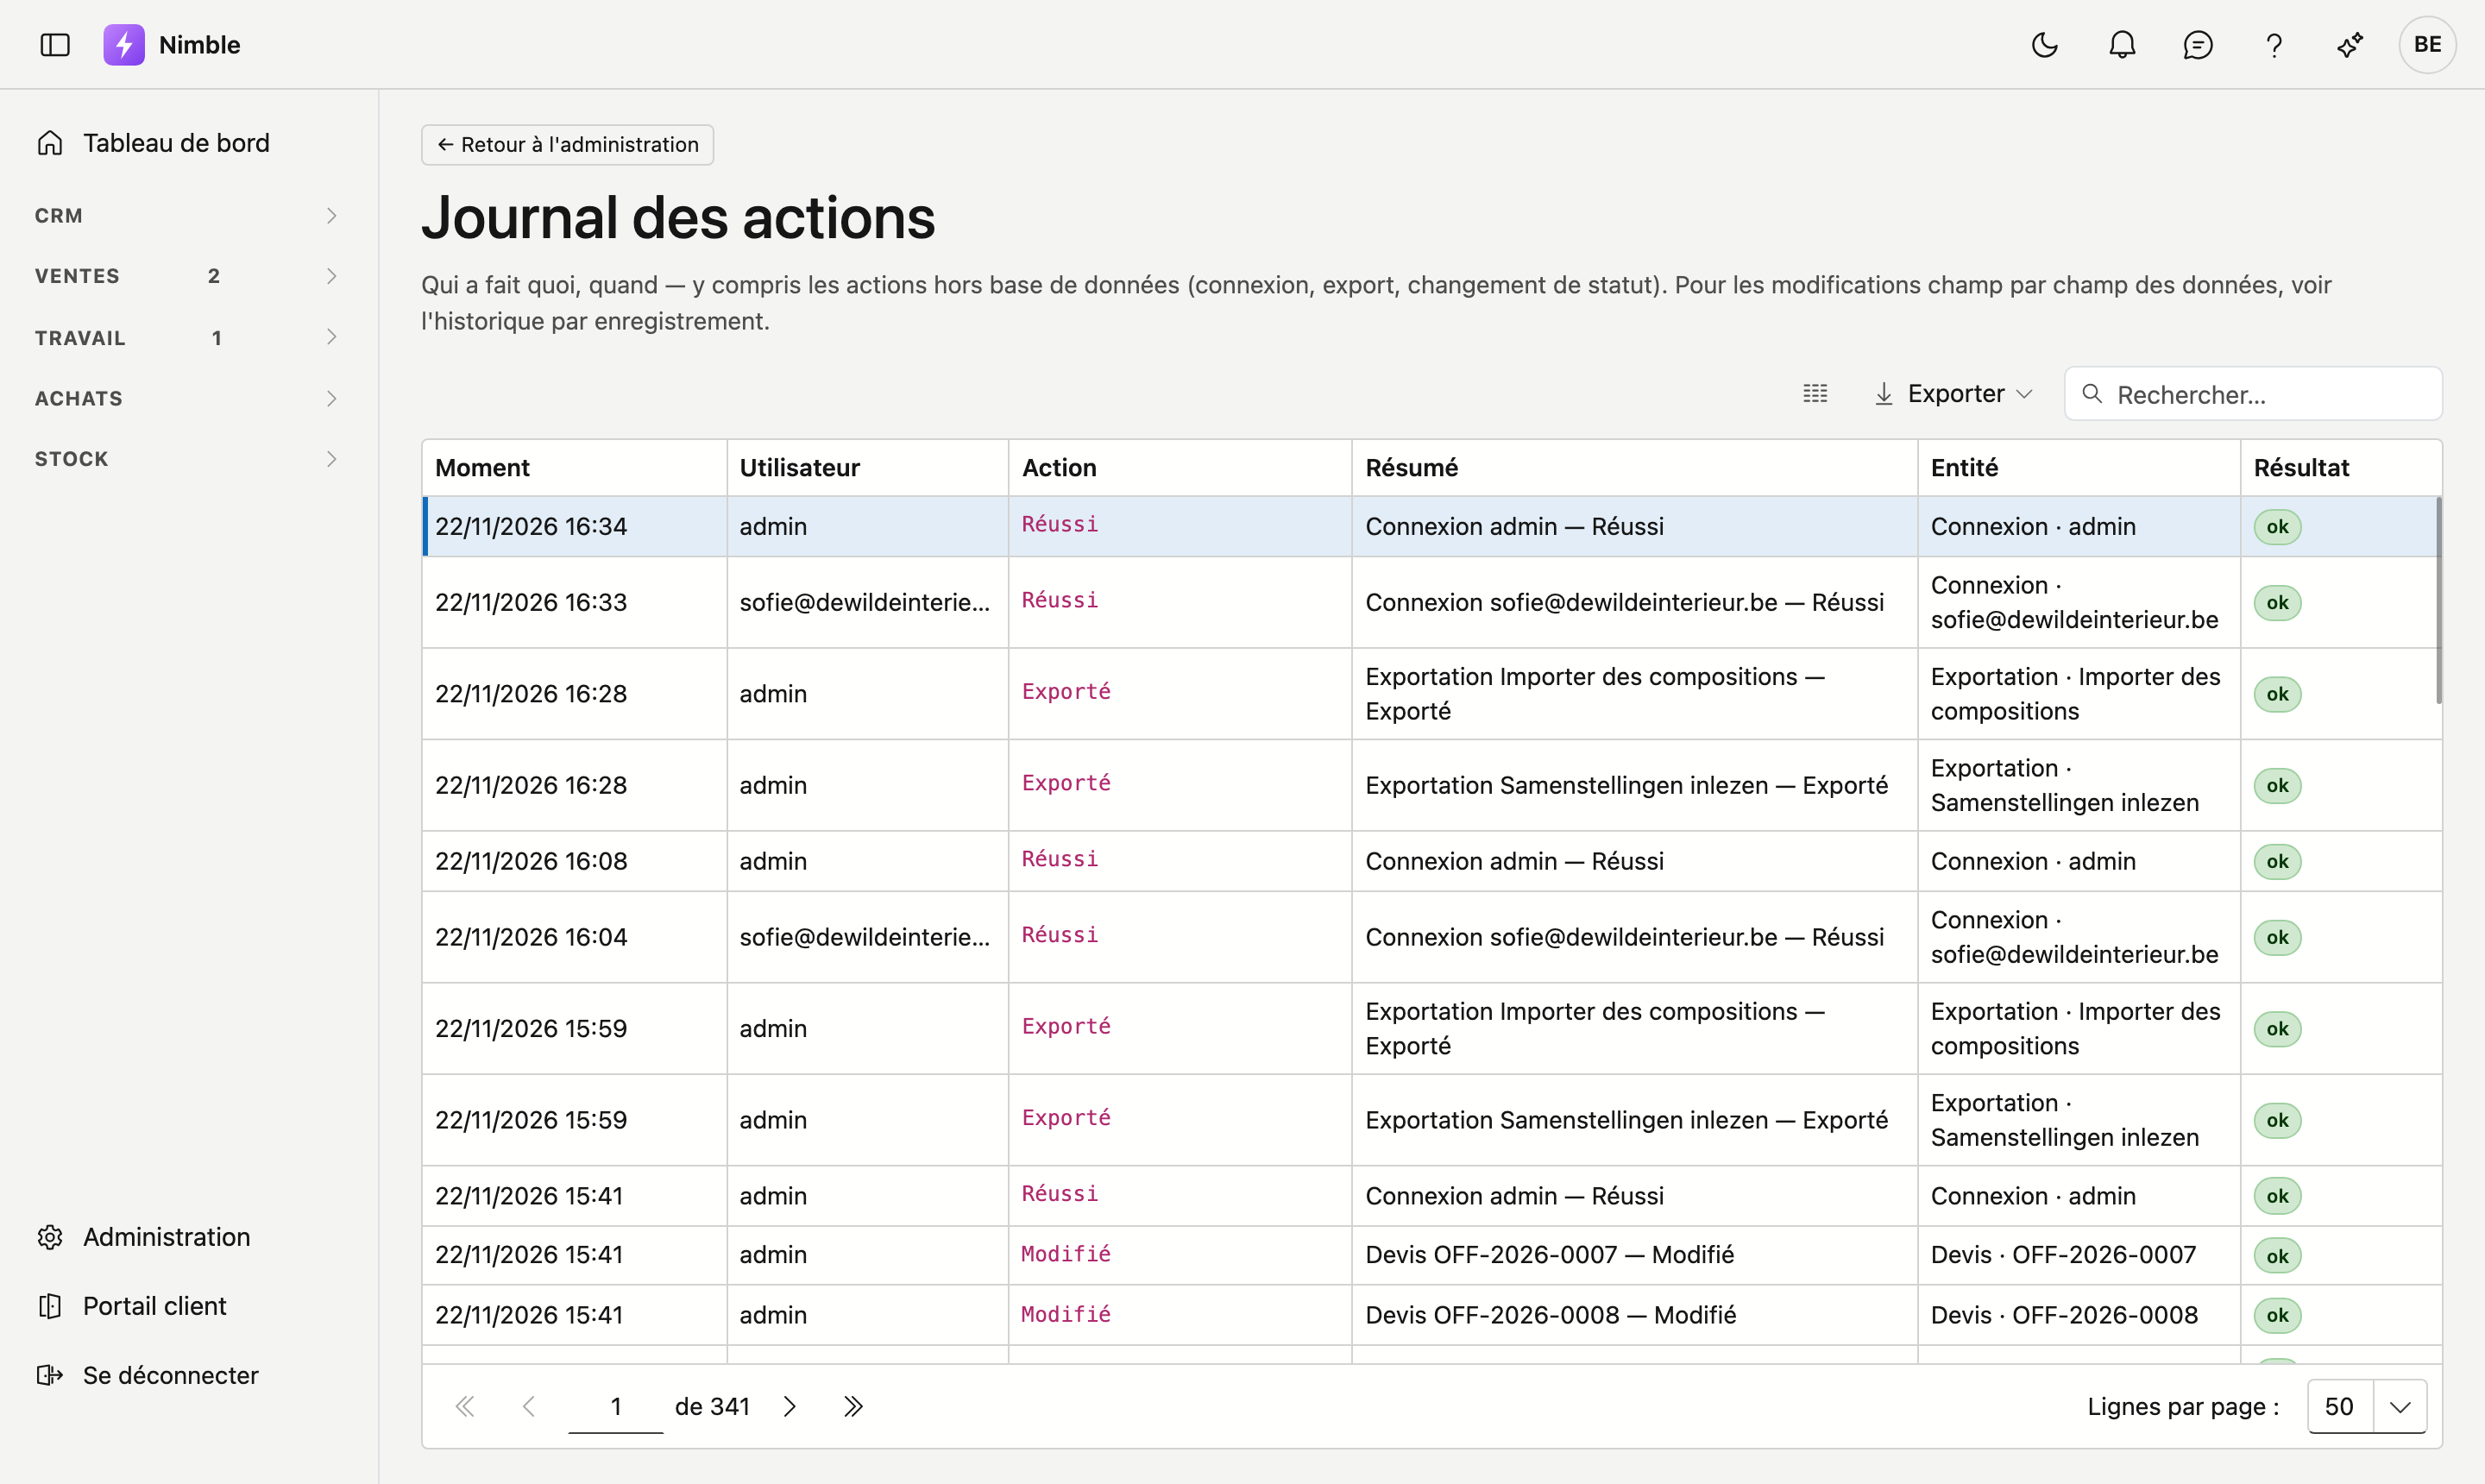 Nimble
BE
Tableau de bord
CRM
VENTES 2
TRAVAIL 1
ACHATS
STOCK
Administration
Portail client
Se déconnecter
← Retour à l'administration
Journal des actions
Qui a fait quoi, quand — y compris les actions hors base de données (connexion, export, changement de statut). Pour les modifications champ par champ des données, voir
l'historique par enregistrement.
Exporter
Rechercher...
Moment Utilisateur Action Résumé Entité Résultat
22/11/2026 16:34 admin Réussi Connexion admin — Réussi Connexion · admin ok
22/11/2026 16:33 sofie@dewildeinterie... Réussi Connexion sofie@dewildeinterieur.be — Réussi Connexion ·
sofie@dewildeinterieur.be ok
22/11/2026 16:28 admin Exporté Exportation Importer des compositions —
Exporté Exportation · Importer des
compositions ok
22/11/2026 16:28 admin Exporté Exportation Samenstellingen inlezen — Exporté Exportation ·
Samenstellingen inlezen ok
22/11/2026 16:08 admin Réussi Connexion admin — Réussi Connexion · admin ok
22/11/2026 16:04 sofie@dewildeinterie... Réussi Connexion sofie@dewildeinterieur.be — Réussi Connexion ·
sofie@dewildeinterieur.be ok
22/11/2026 15:59 admin Exporté Exportation Importer des compositions —
Exporté Exportation · Importer des
compositions ok
22/11/2026 15:59 admin Exporté Exportation Samenstellingen inlezen — Exporté Exportation ·
Samenstellingen inlezen ok
22/11/2026 15:41 admin Réussi Connexion admin — Réussi Connexion · admin ok
22/11/2026 15:41 admin Modifié Devis OFF-2026-0007 — Modifié Devis · OFF-2026-0007 ok
22/11/2026 15:41 admin Modifié Devis OFF-2026-0008 — Modifié Devis · OFF-2026-0008 ok
1 de 341
Lignes par page : 50